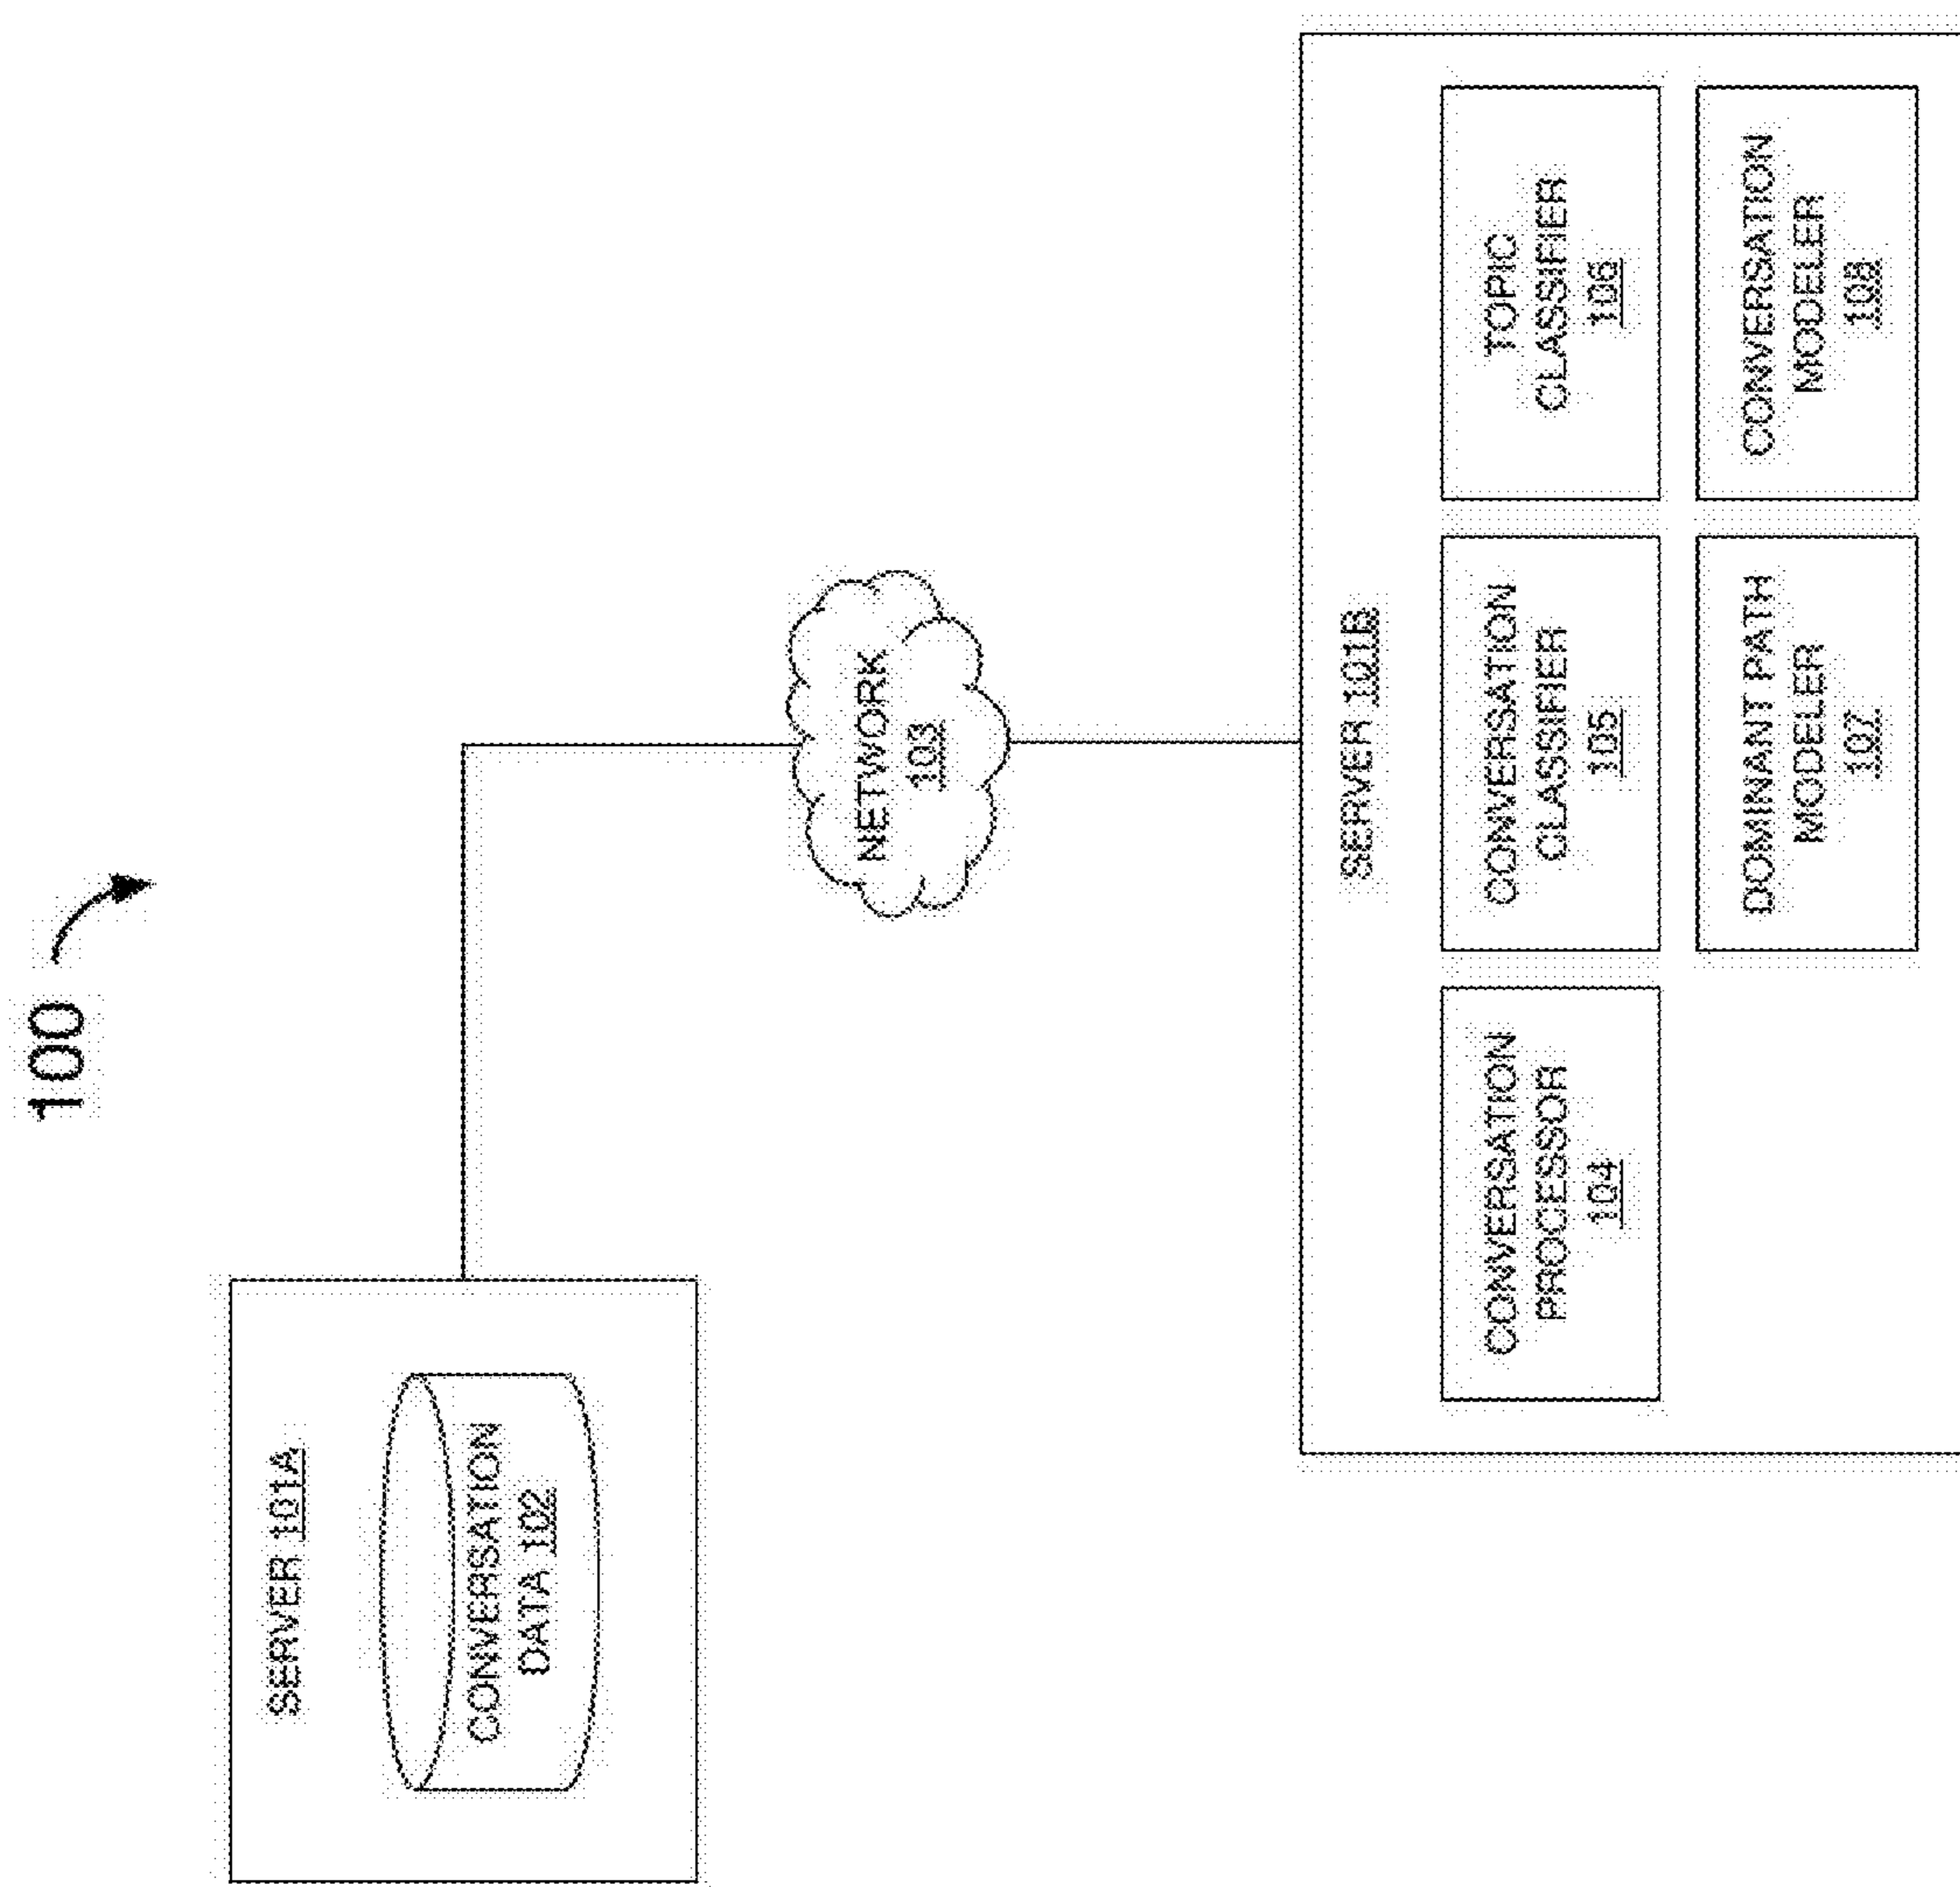 100
SERVER 101A
CONVERSATION
DATA 102
NETWORK
103
SERVER 101B
CONVERSATION
PROCESSOR
104
CONVERSATION
CLASSIFIER
105
TOPIC
CLASSIFIER
106
DOMINANT PATH
MODELER
107
CONVERSATION
MODELER
108